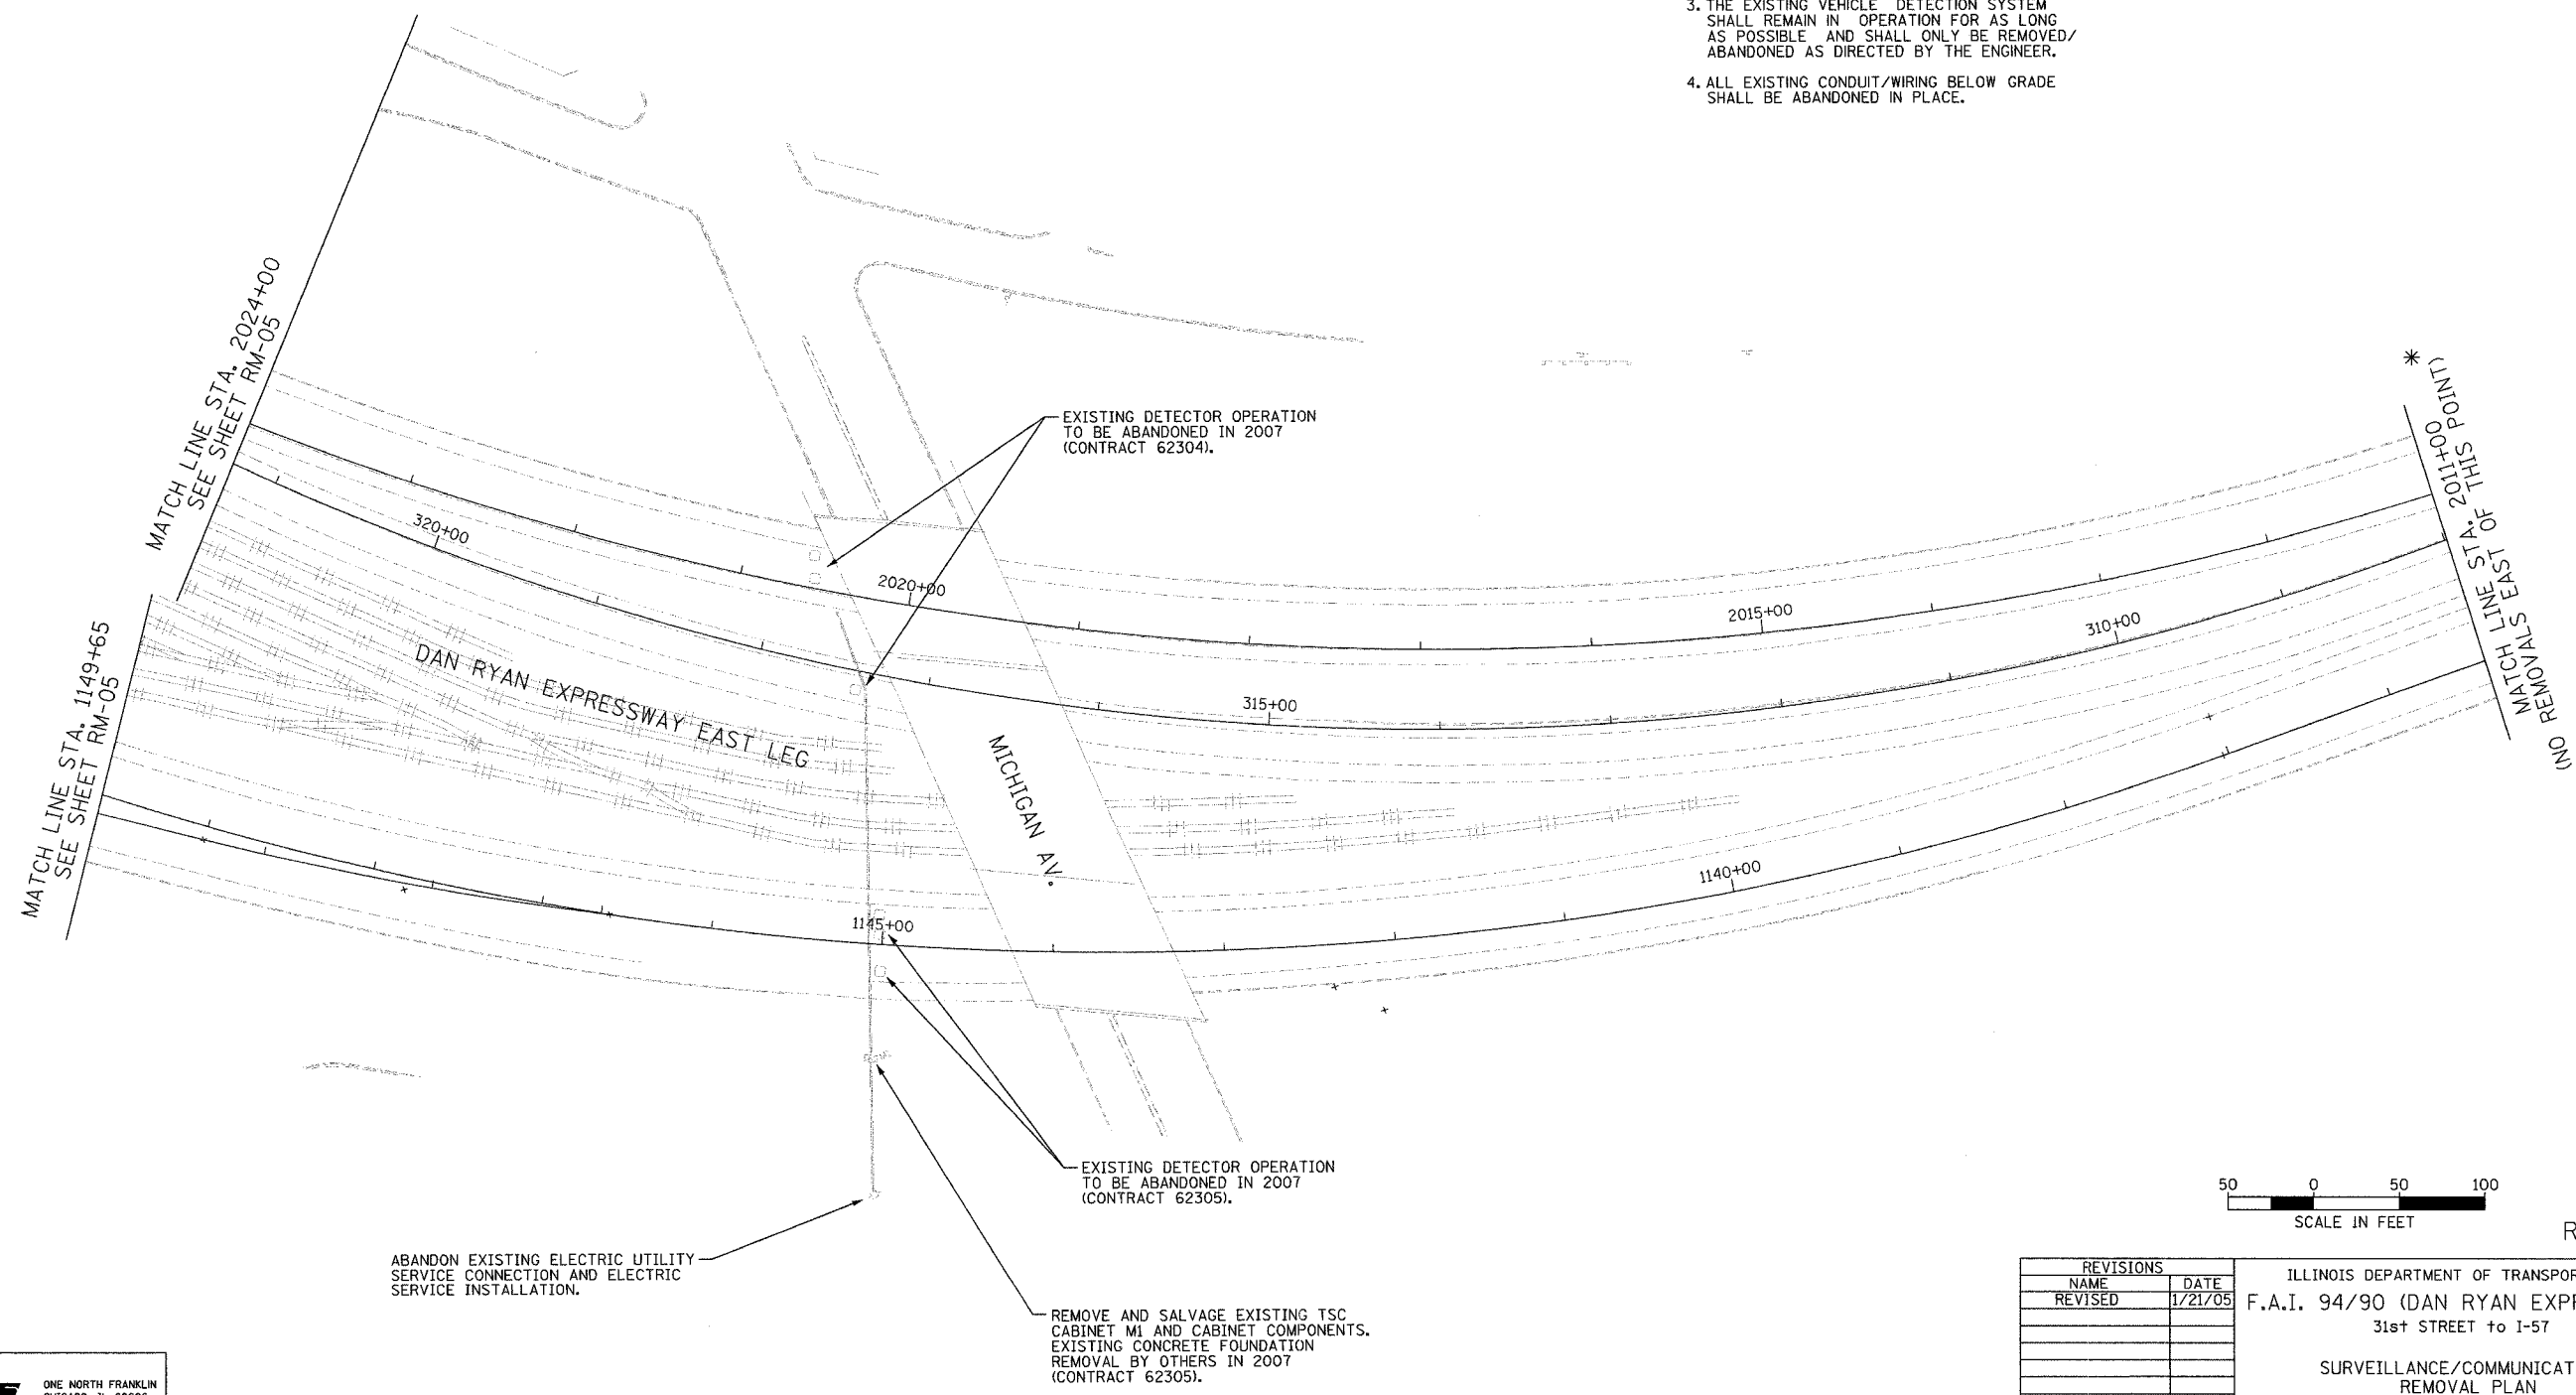 3. THE EXISTING VEHICLE DETECTION SYSTEM
SHALL REMAIN IN OPERATION FOR AS LONG
AS POSSIBLE AND SHALL ONLY BE REMOVED/
ABANDONED AS DIRECTED BY THE ENGINEER.
4. ALL EXISTING CONDUIT/WIRING BELOW GRADE
SHALL BE ABANDONED IN PLACE.
MATCH LINE STA. 2024+00
SEE SHEET RM-05
*
MATCH LINE STA. 2011+00
(NO REMOVALS EAST OF THIS POINT)
EXISTING DETECTOR OPERATION
TO BE ABANDONED IN 2007
(CONTRACT 62304).
320+00
2020+00
2015+00
310+00
315+00
MATCH LINE STA. 1149+65
SEE SHEET RM-05
DAN RYAN EXPRESSWAY EAST LEG
MICHIGAN AV.
1140+00
1145+00
EXISTING DETECTOR OPERATION
TO BE ABANDONED IN 2007
(CONTRACT 62305).
ABANDON EXISTING ELECTRIC UTILITY
SERVICE CONNECTION AND ELECTRIC
SERVICE INSTALLATION.
REMOVE AND SALVAGE EXISTING TSC
CABINET M1 AND CABINET COMPONENTS.
EXISTING CONCRETE FOUNDATION
REMOVAL BY OTHERS IN 2007
(CONTRACT 62305).
50 0 50 100
SCALE IN FEET
R
REVISIONS
NAME DATE
REVISED 1/21/05
ILLINOIS DEPARTMENT OF TRANSPOR
F.A.I. 94/90 (DAN RYAN EXP
31st STREET to I-57
SURVEILLANCE/COMMUNICAT
REMOVAL PLAN
ONE NORTH FRANKLIN